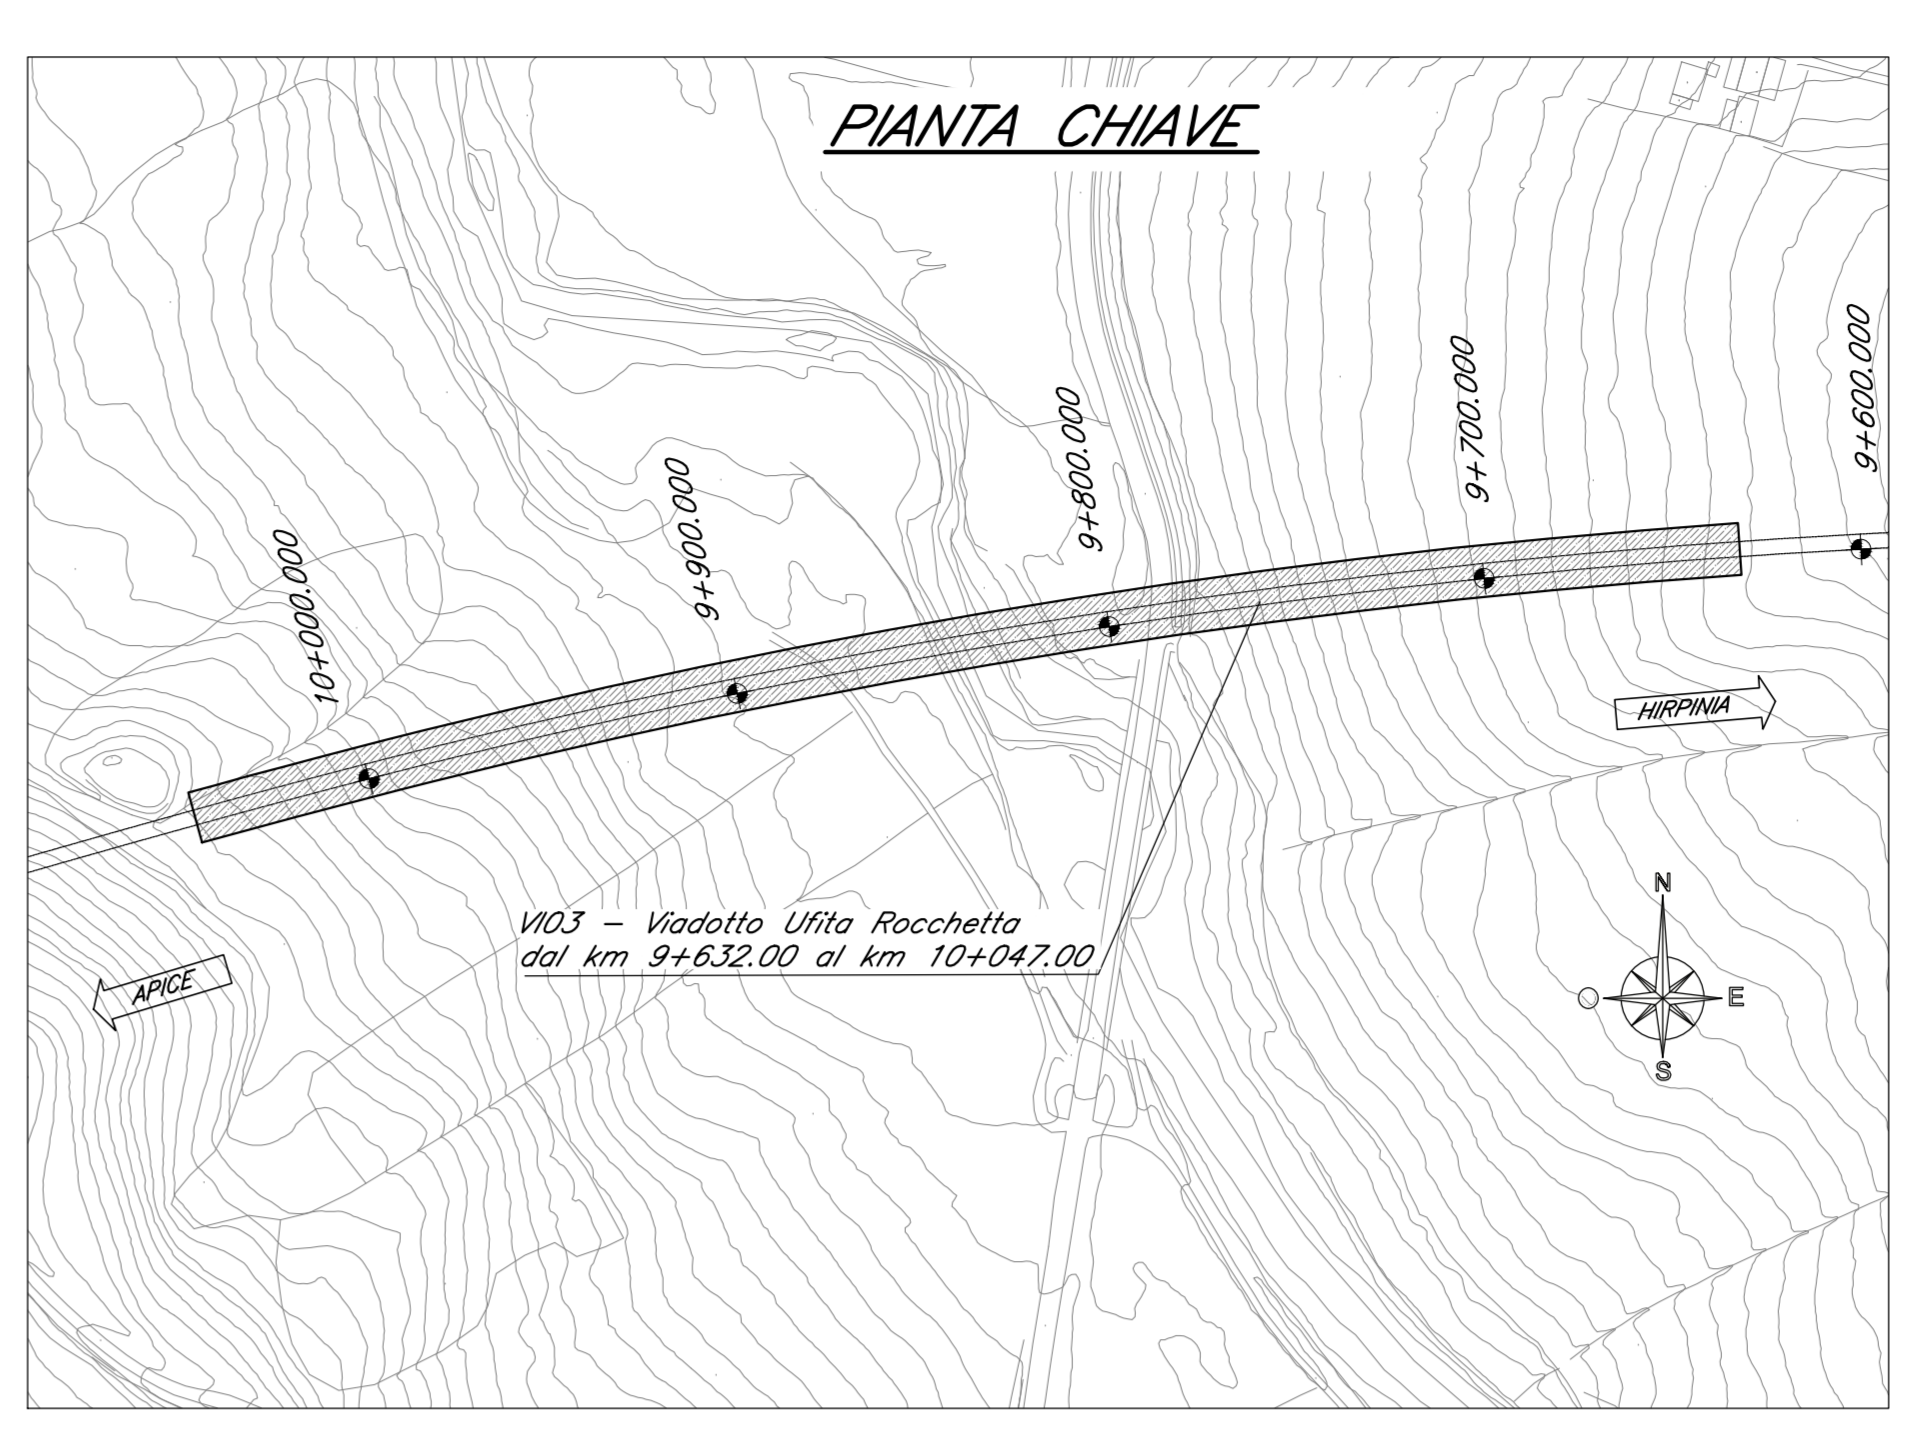 PIANTA CHIAVE
9+600.000
9+700.000
9+800.000
9+900.000
10+000.000
HIRPINIA
N
O
E
S
VI03 – Viadotto Ufita Rocchetta
dal km 9+632.00 al km 10+047.00
APICE